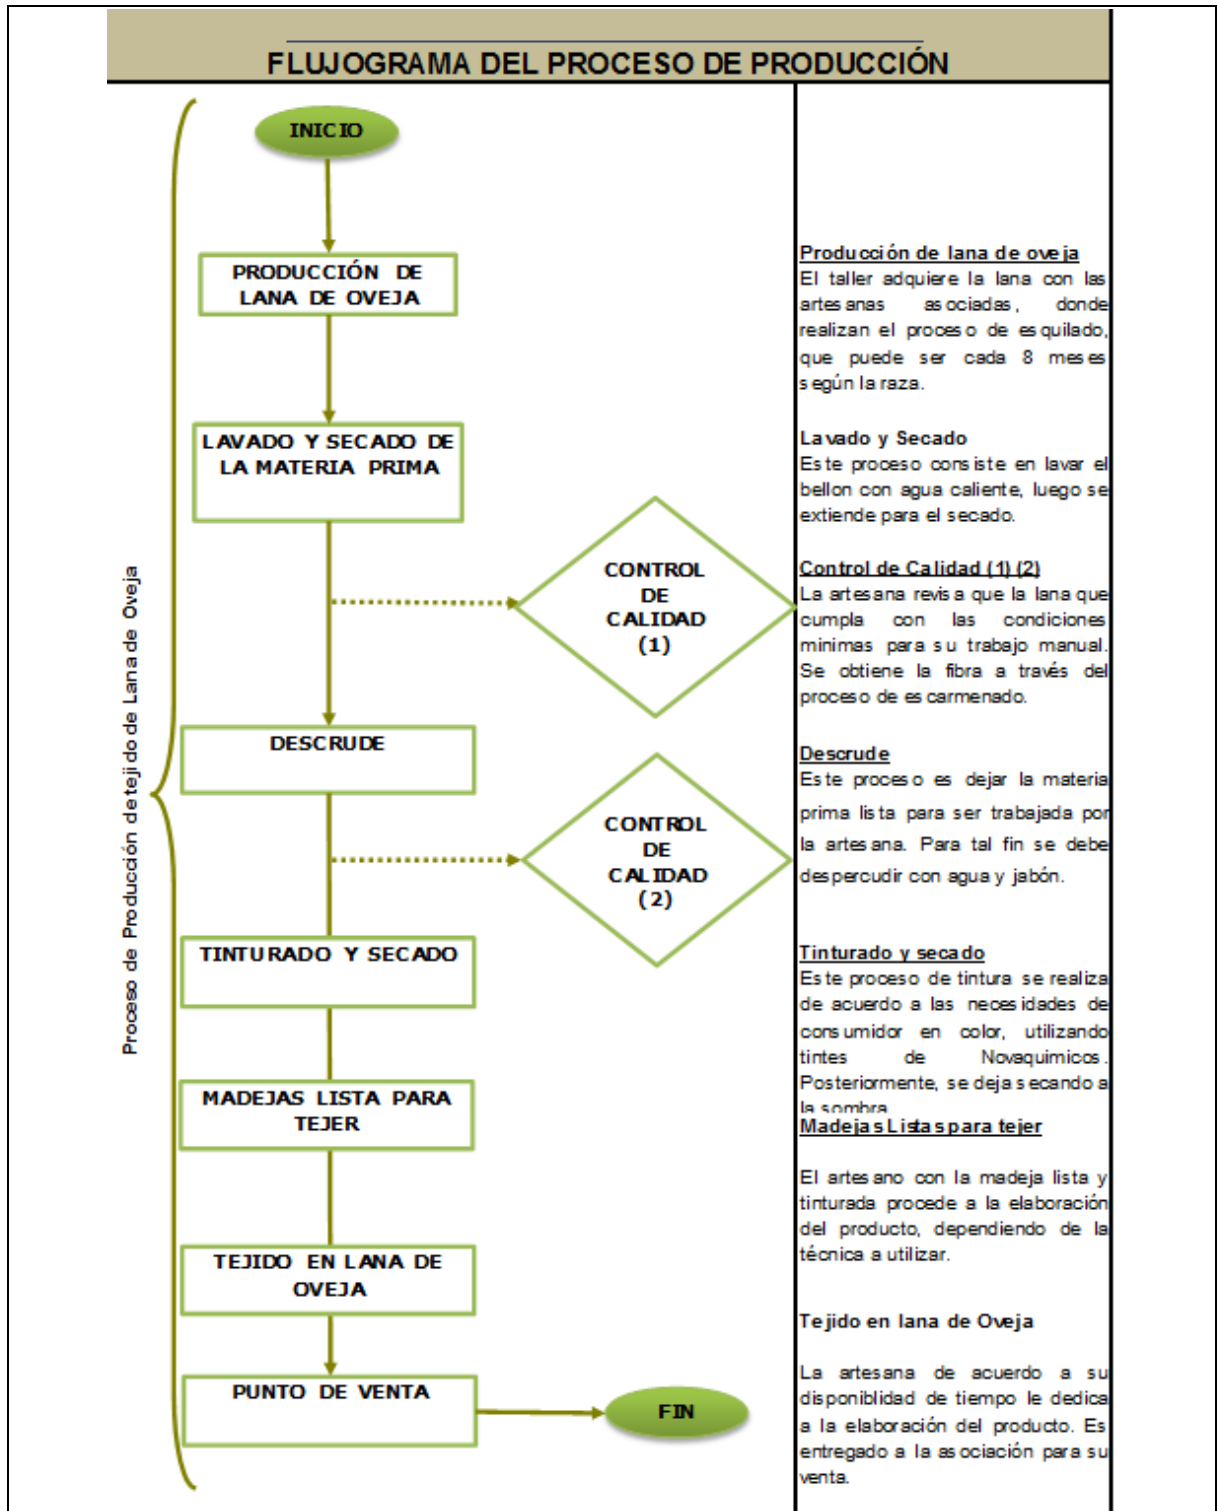 FLUJOGRAMA DEL PROCESO DE PRODUCCIÓN
INICIO
PRODUCCIÓN DE
LANA DE OVEJA
LAVADO Y SECADO DE
LA MATERIA PRIMA
CONTROL
DE
CALIDAD
(1)
DESCRUDE
CONTROL
DE
CALIDAD
(2)
TINTURADO Y SECADO
MADEJAS LISTA PARA
TEJER
TEJIDO EN LANA DE
OVEJA
PUNTO DE VENTA
FIN
Proceso de Producción de tejido de Lana de Oveja
Producción de lana de oveja
El taller adquiere la lana con las
artesanas asociadas, donde
realizan el proceso de esquilado,
que puede ser cada 8 meses
según la raza.
Lavado y Secado
Este proceso consiste en lavar el
bellon con agua caliente, luego se
extiende para el secado.
Control de Calidad (1) (2)
La artesana revisa que la lana que
cumpla con las condiciones
minimas para su trabajo manual.
Se obtiene la fibra a través del
proceso de escarmenado.
Descrude
Este proceso es dejar la materia
prima lista para ser trabajada por
la artesana. Para tal fin se debe
despercudir con agua y jabón.
Tinturado y secado
Este proceso de tintura se realiza
de acuerdo a las necesidades de
consumidor en color, utilizando
tintes de Novaquimicos.
Posteriormente, se deja secando a
la sombra
Madejas Listas para tejer
El artesano con la madeja lista y
tinturada procede a la elaboración
del producto, dependiendo de la
técnica a utilizar.
Tejido en lana de Oveja
La artesana de acuerdo a su
disponiblidad de tiempo le dedica
a la elaboración del producto. Es
entregado a la asociación para su
venta.